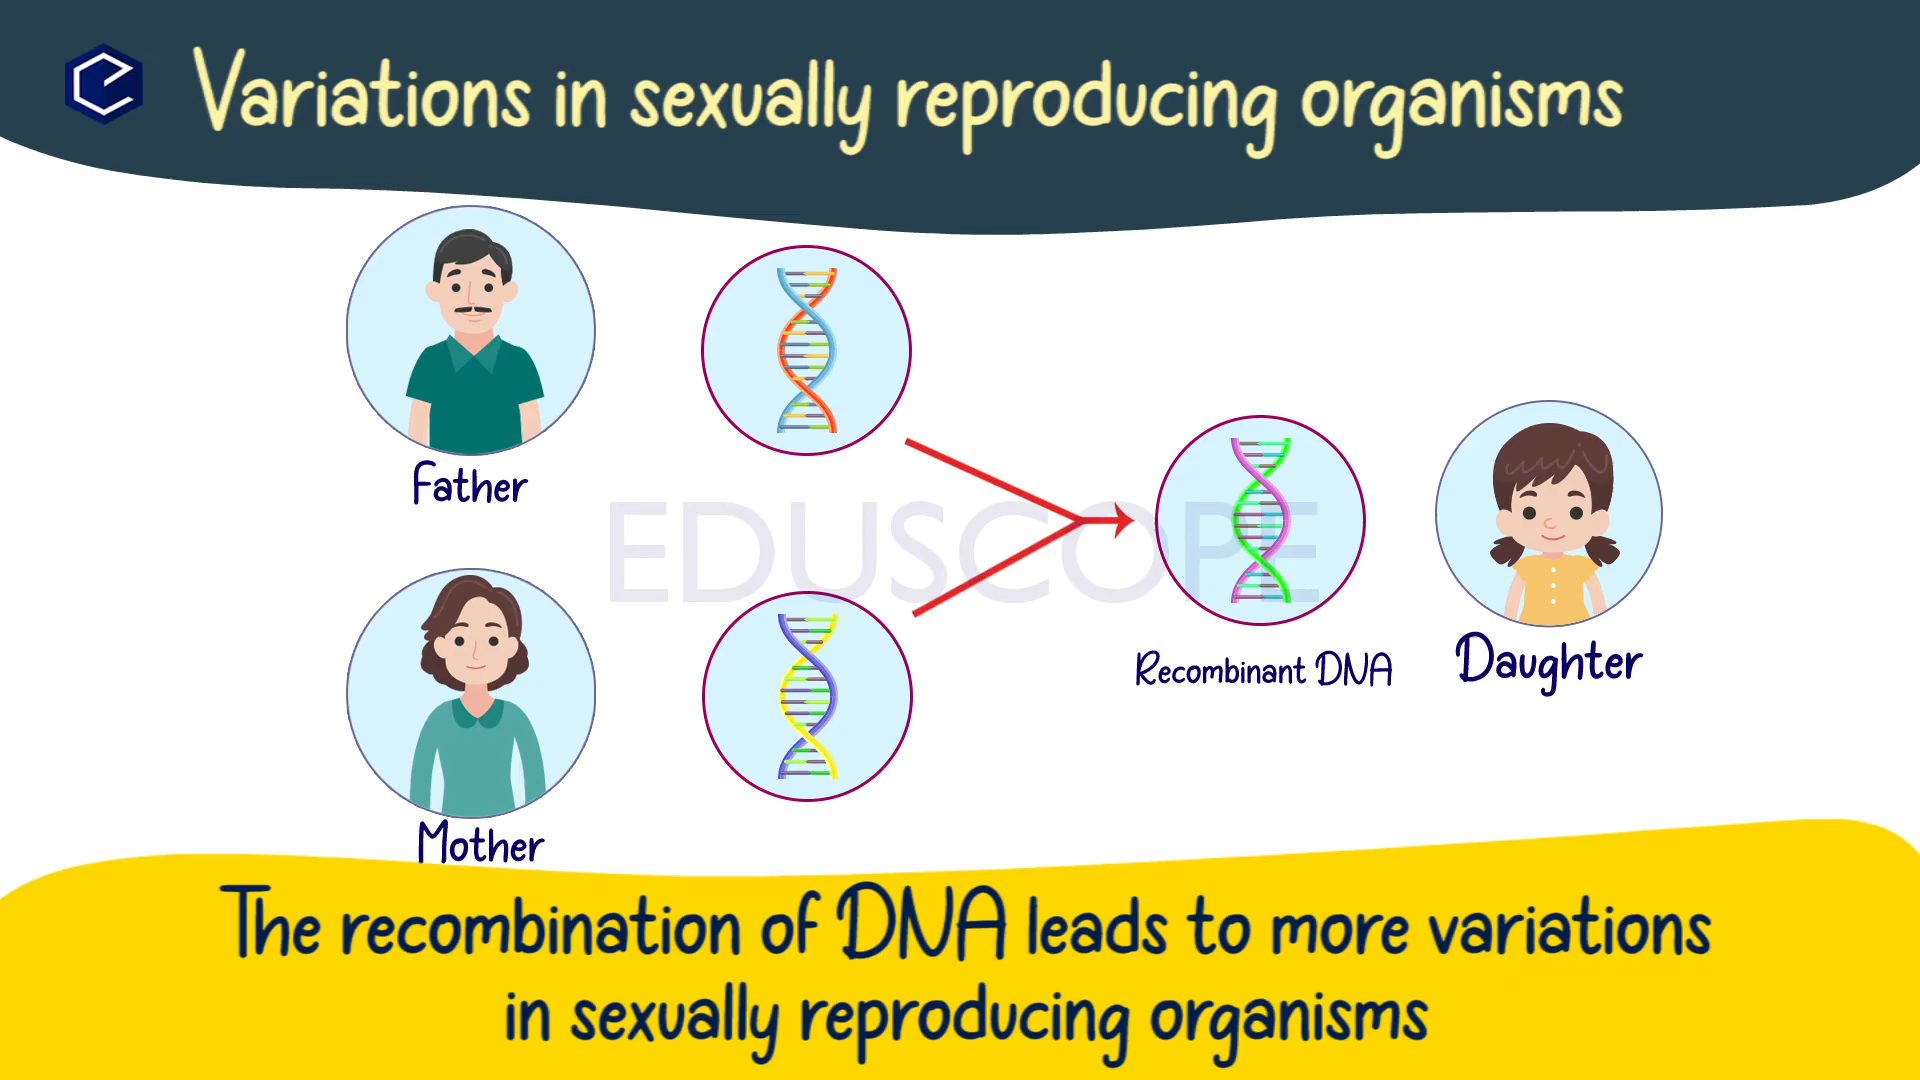 Variations in sexually reproducing organisms
Father
EDUSCOPE
Recombinant DNA
Daughter
Mother
The recombination of DNA leads to more variations
in sexually reproducing organisms